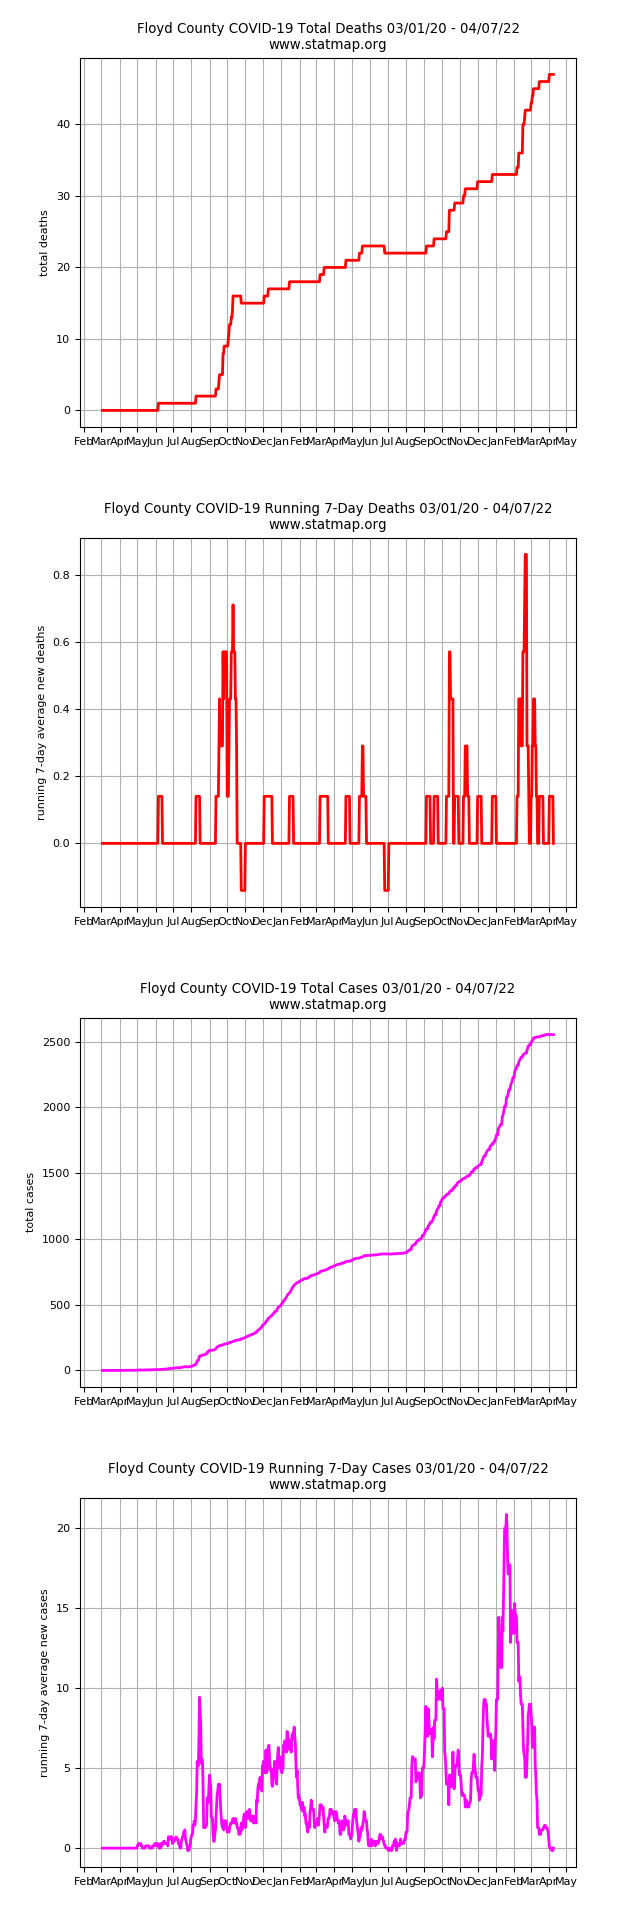 Floyd County COVID-19 Total Deaths 03/01/20 - 04/07/22
www.statmap.org
40
30
20
10
0
total deaths
Feb Mar Apr May Jun Jul Aug Sep Oct Nov Dec Jan Feb Mar Apr May Jun Jul Aug Sep Oct Nov Dec Jan Feb Mar Apr May
Floyd County COVID-19 Running 7-Day Deaths 03/01/20 - 04/07/22
www.statmap.org
0.8
0.6
0.4
0.2
0.0
running 7-day average new deaths
Feb Mar Apr May Jun Jul Aug Sep Oct Nov Dec Jan Feb Mar Apr May Jun Jul Aug Sep Oct Nov Dec Jan Feb Mar Apr May
Floyd County COVID-19 Total Cases 03/01/20 - 04/07/22
www.statmap.org
2500
2000
1500
1000
500
0
total cases
Feb Mar Apr May Jun Jul Aug Sep Oct Nov Dec Jan Feb Mar Apr May Jun Jul Aug Sep Oct Nov Dec Jan Feb Mar Apr May
Floyd County COVID-19 Running 7-Day Cases 03/01/20 - 04/07/22
www.statmap.org
20
15
10
5
0
running 7-day average new cases
Feb Mar Apr May Jun Jul Aug Sep Oct Nov Dec Jan Feb Mar Apr May Jun Jul Aug Sep Oct Nov Dec Jan Feb Mar Apr May